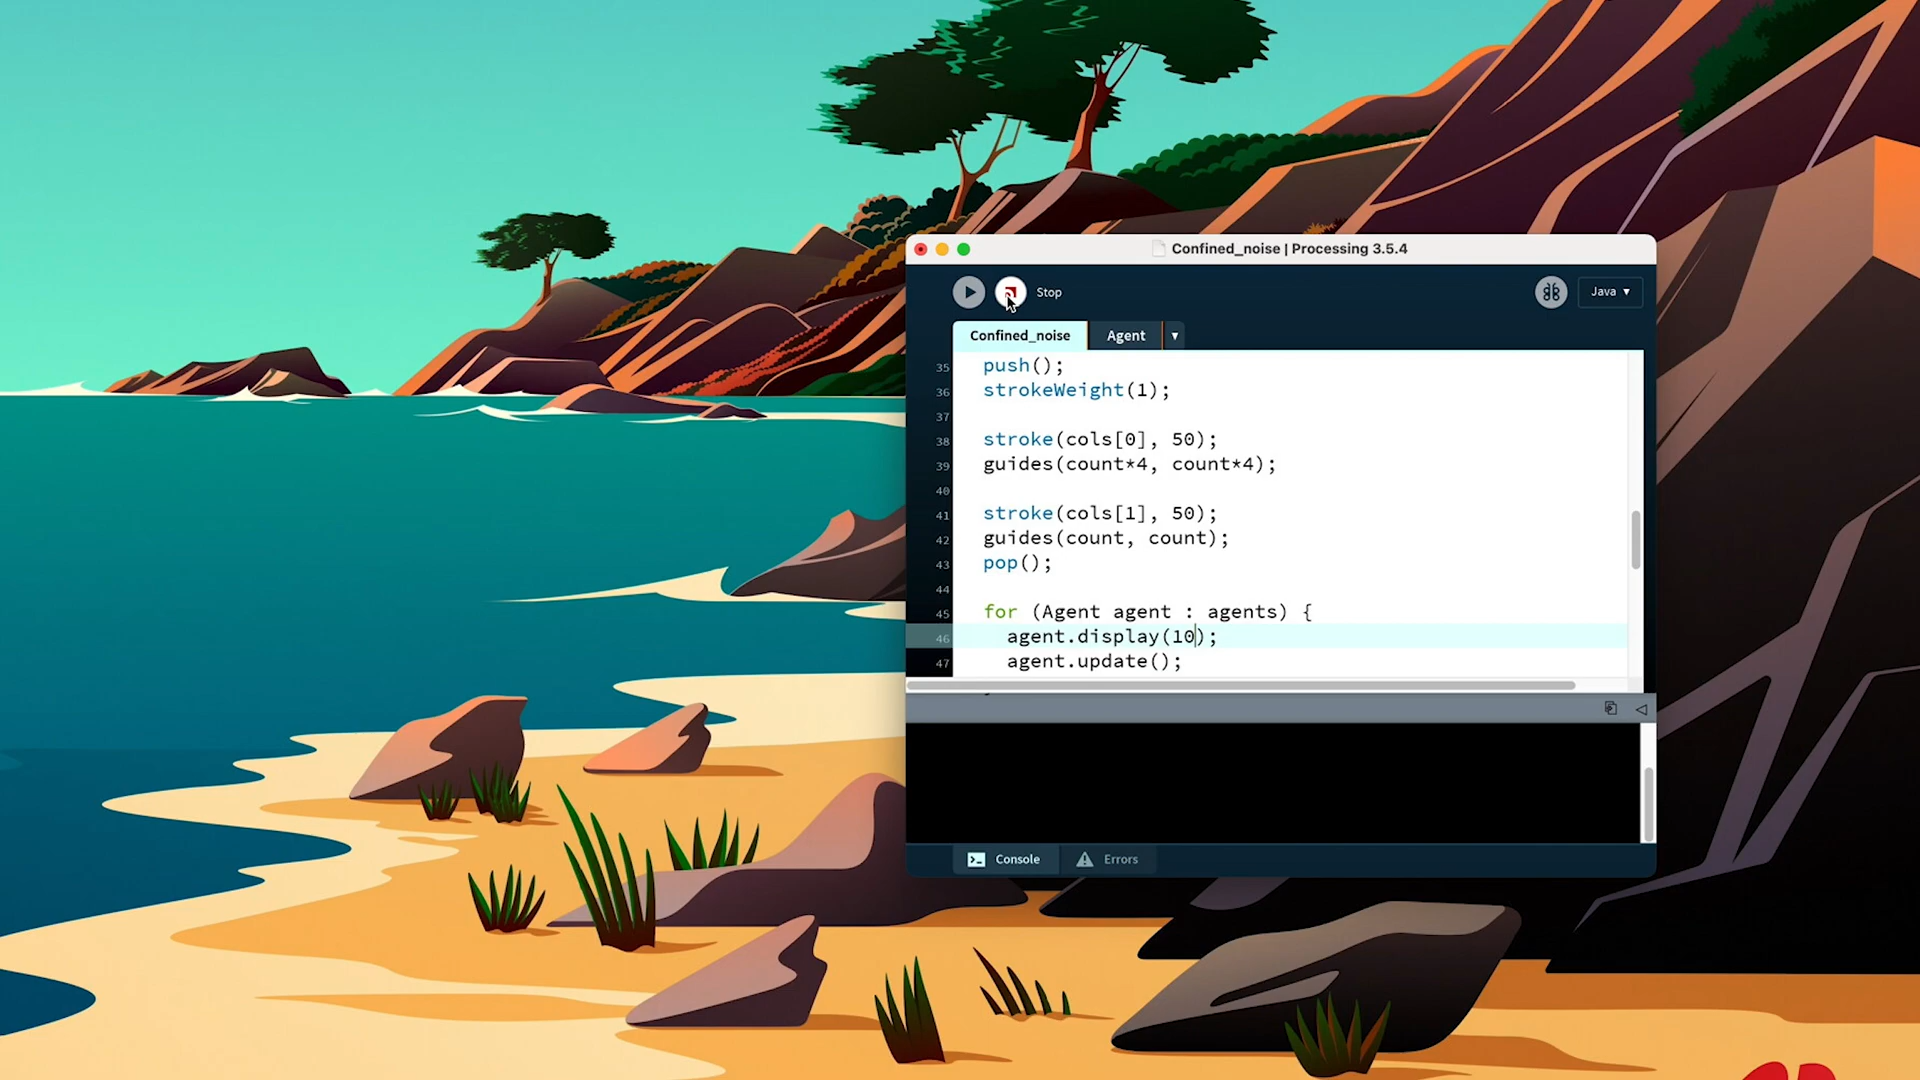 Confined_noise | Processing 3.5.4
Stop
Java ▾
Confined_noise Agent ▾
35 push();
36 strokeWeight(1);
37
38 stroke(cols[0], 50);
39 guides(count*4, count*4);
40
41 stroke(cols[1], 50);
42 guides(count, count);
43 pop();
44
45 for (Agent agent : agents) {
46 agent.display(10);
47 agent.update();
Console Errors